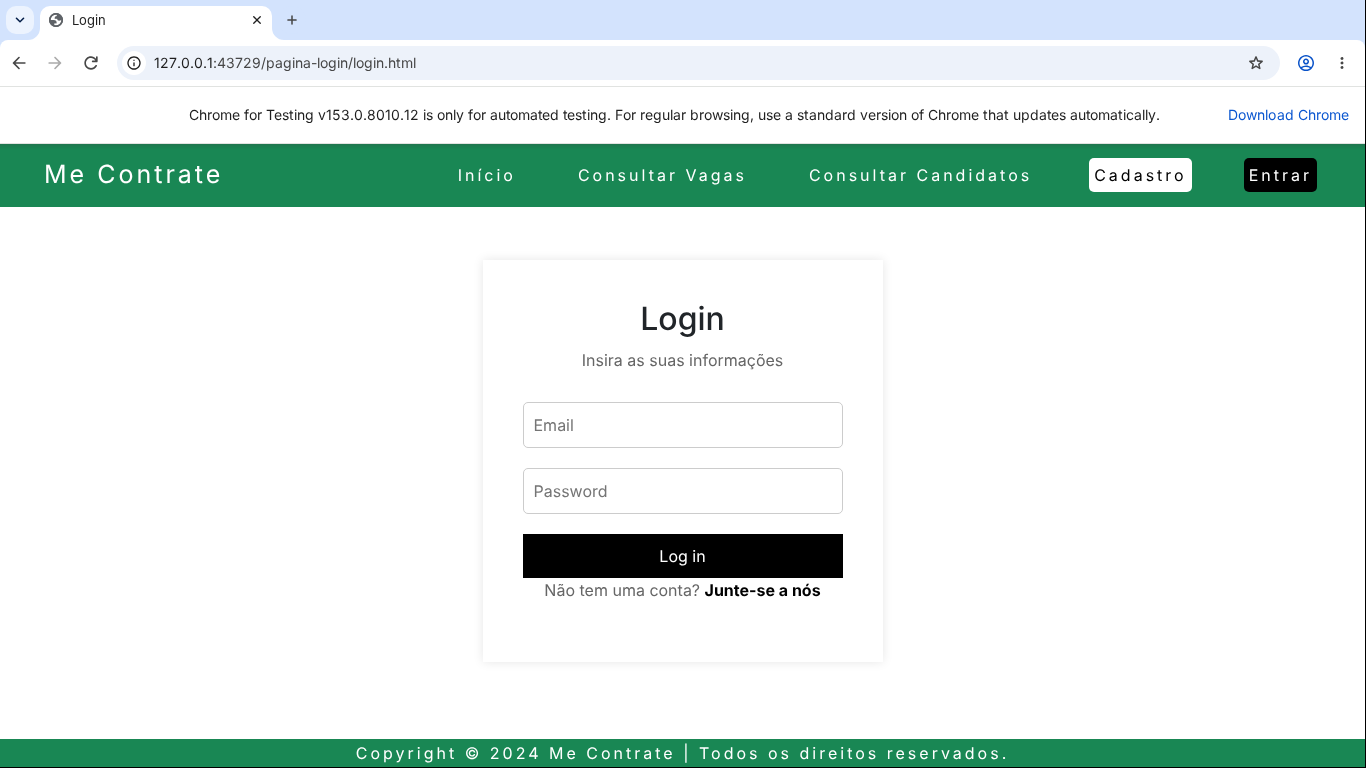 Login
127.0.0.1:43729/pagina-login/login.html
Chrome for Testing v153.0.8010.12 is only for automated testing. For regular browsing, use a standard version of Chrome that updates automatically. Download Chrome
Me Contrate Início Consultar Vagas Consultar Candidatos Cadastro Entrar
Login
Insira as suas informações
Email
Password
Log in
Não tem uma conta? Junte-se a nós
Copyright © 2024 Me Contrate | Todos os direitos reservados.